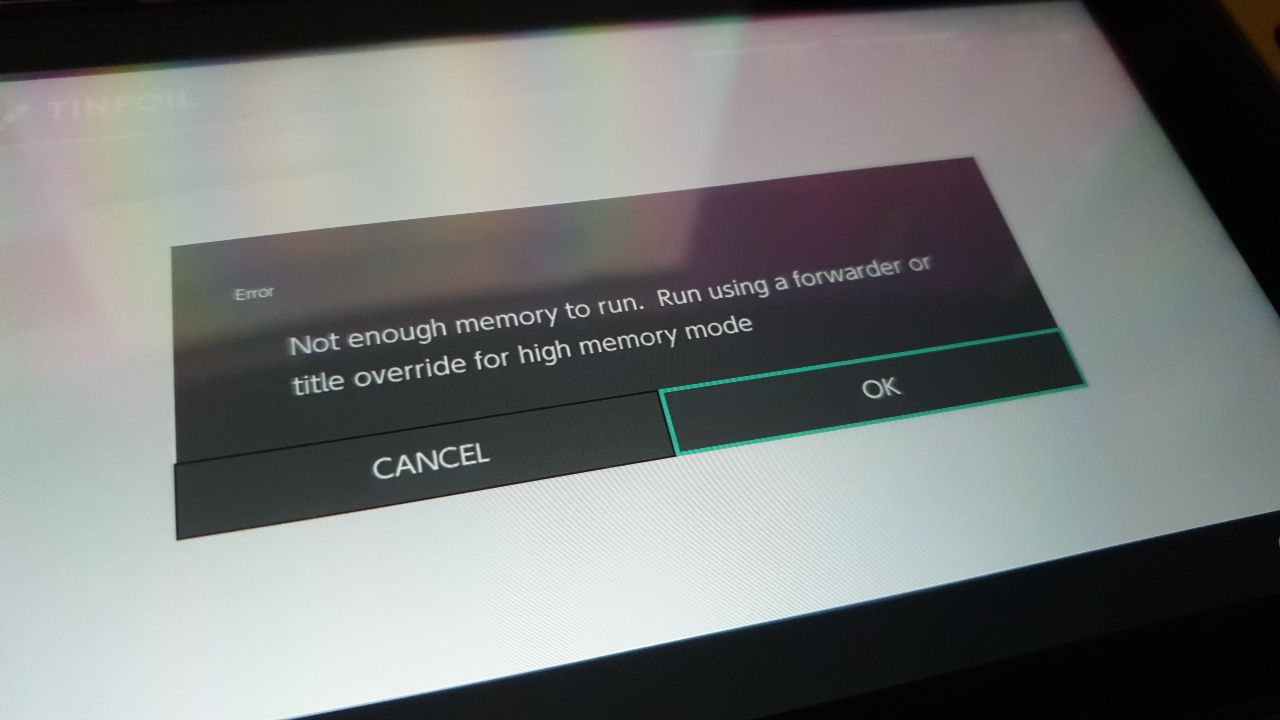 TINFOIL
Error
Not enough memory to run. Run using a forwarder or
title override for high memory mode
CANCEL
OK